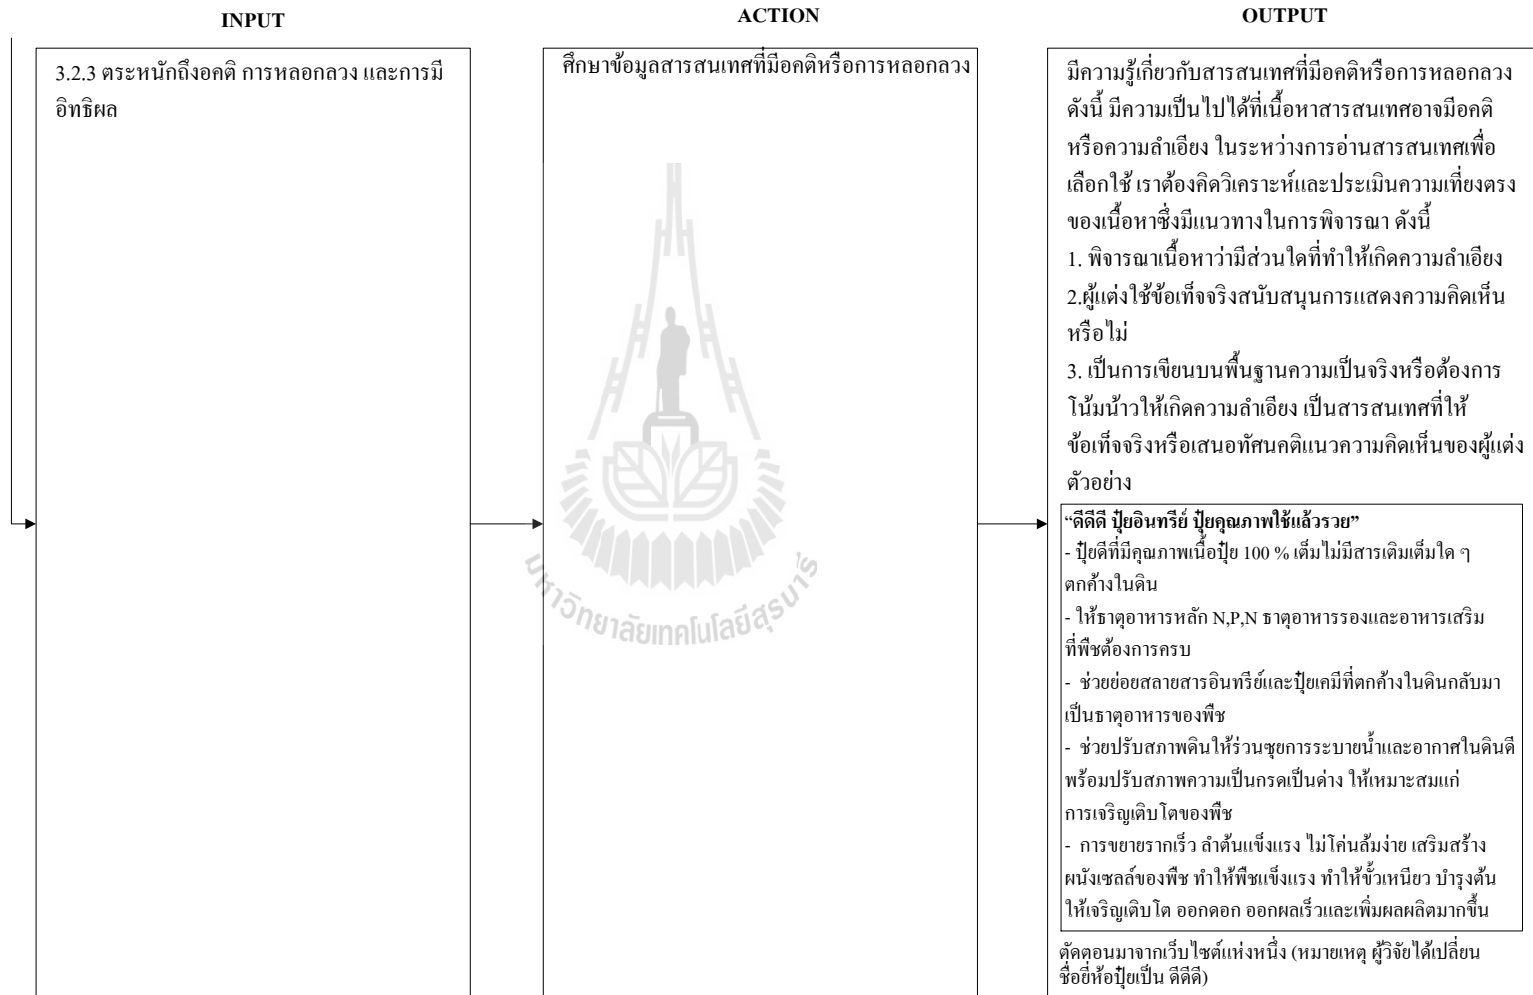 INPUT
ACTION
OUTPUT
3.2.3 ตระหนักถึงอคติ การหลอกลวง และการมี
อิทธิผล
ศึกษาข้อมูลสารสนเทศที่มีอคติหรือการหลอกลวง
มีความรู้เกี่ยวกับสารสนเทศที่มีอคติหรือการหลอกลวง
ดังนี้ มีความเป็นไปได้ที่เนื้อหาสารสนเทศอาจมีอคติ
หรือความลำเอียง ในระหว่างการอ่านสารสนเทศเพื่อ
เลือกใช้ เราต้องคิดวิเคราะห์และประเมินความเที่ยงตรง
ของเนื้อหาซึ่งมีแนวทางในการพิจารณา ดังนี้
1. พิจารณาเนื้อหาว่ามีส่วนใดที่ทำให้เกิดความลำเอียง
2.ผู้แต่งใช้ข้อเท็จจริงสนับสนุนการแสดงความคิดเห็น
หรือไม่
3. เป็นการเขียนบนพื้นฐานความเป็นจริงหรือต้องการ
โน้มน้าวให้เกิดความลำเอียง เป็นสารสนเทศที่ให้
ข้อเท็จจริงหรือเสนอทัศนคติแนวความคิดเห็นของผู้แต่ง
ตัวอย่าง
“ดีดีดี ปุ๋ยอินทรีย์ ปุ๋ยคุณภาพใช้แล้วรวย”
- ปุ๋ยดีที่มีคุณภาพเนื้อปุ๋ย 100 % เต็มไม่มีสารเติมเต็มใด ๆ
ตกค้างในดิน
- ให้ธาตุอาหารหลัก N,P,N ธาตุอาหารรองและอาหารเสริม
ที่พืชต้องการครบ
- ช่วยย่อยสลายสารอินทรีย์และปุ๋ยเคมีที่ตกค้างในดินกลับมา
เป็นธาตุอาหารของพืช
- ช่วยปรับสภาพดินให้ร่วนซุยการระบายน้ำและอากาศในดินดี
พร้อมปรับสภาพความเป็นกรดเป็นด่าง ให้เหมาะสมแก่
การเจริญเติบโตของพืช
- การขยายรากเร็ว ลำต้นแข็งแรง ไม่โค่นล้มง่าย เสริมสร้าง
ผนังเซลล์ของพืช ทำให้พืชแข็งแรง ทำให้ขั้วเหนียว บำรุงต้น
ให้เจริญเติบโต ออกดอก ออกผลเร็วและเพิ่มผลผลิตมากขึ้น
ตัดตอนมาจากเว็บไซต์แห่งหนึ่ง (หมายเหตุ ผู้วิจัยได้เปลี่ยน
ชื่อยี่ห้อปุ๋ยเป็น ดีดีดี)
มหาวิทยาลัยเทคโนโลยีสุรนารี